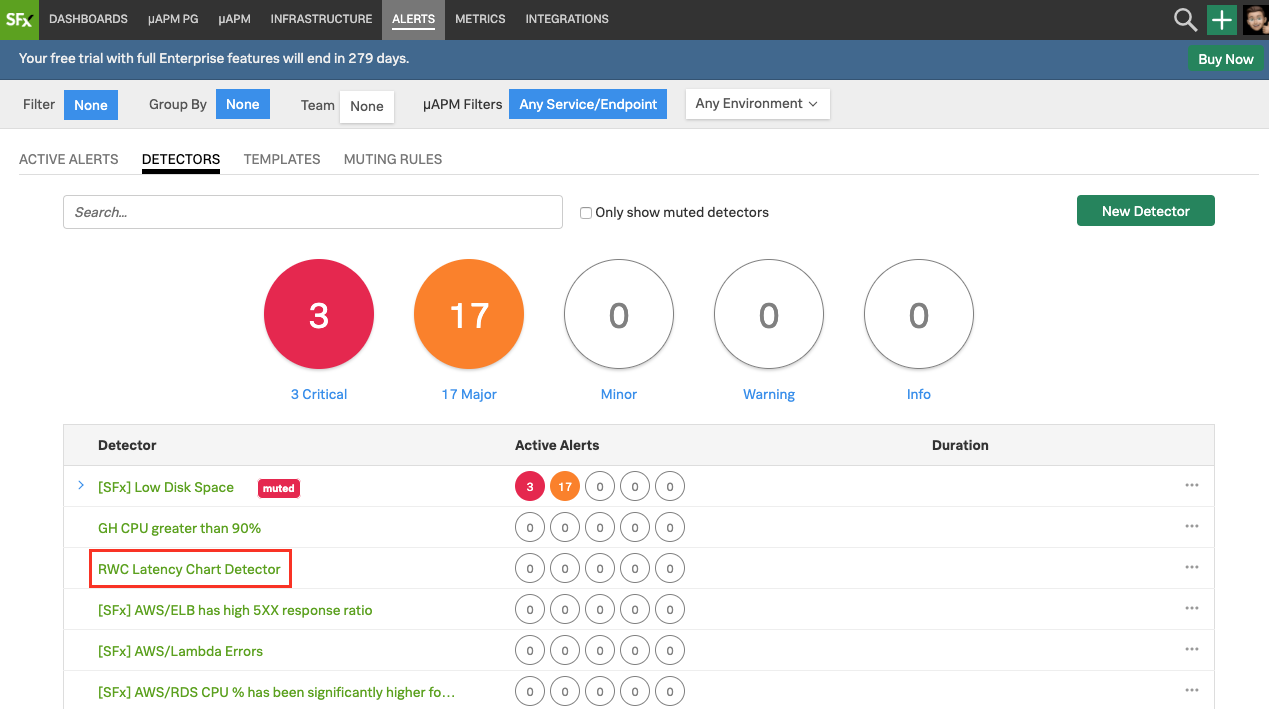 SFx DASHBOARDS µAPM PG µAPM INFRASTRUCTURE ALERTS METRICS INTEGRATIONS
Your free trial with full Enterprise features will end in 279 days. Buy Now
Filter None Group By None Team None µAPM Filters Any Service/Endpoint Any Environment
ACTIVE ALERTS DETECTORS TEMPLATES MUTING RULES
Search... Only show muted detectors New Detector
3 17 0 0 0
3 Critical 17 Major Minor Warning Info
Detector Active Alerts Duration
[SFx] Low Disk Space muted 3 17 0 0 0
GH CPU greater than 90% 0 0 0 0 0
RWC Latency Chart Detector 0 0 0 0 0
[SFx] AWS/ELB has high 5XX response ratio 0 0 0 0 0
[SFx] AWS/Lambda Errors 0 0 0 0 0
[SFx] AWS/RDS CPU % has been significantly higher fo... 0 0 0 0 0